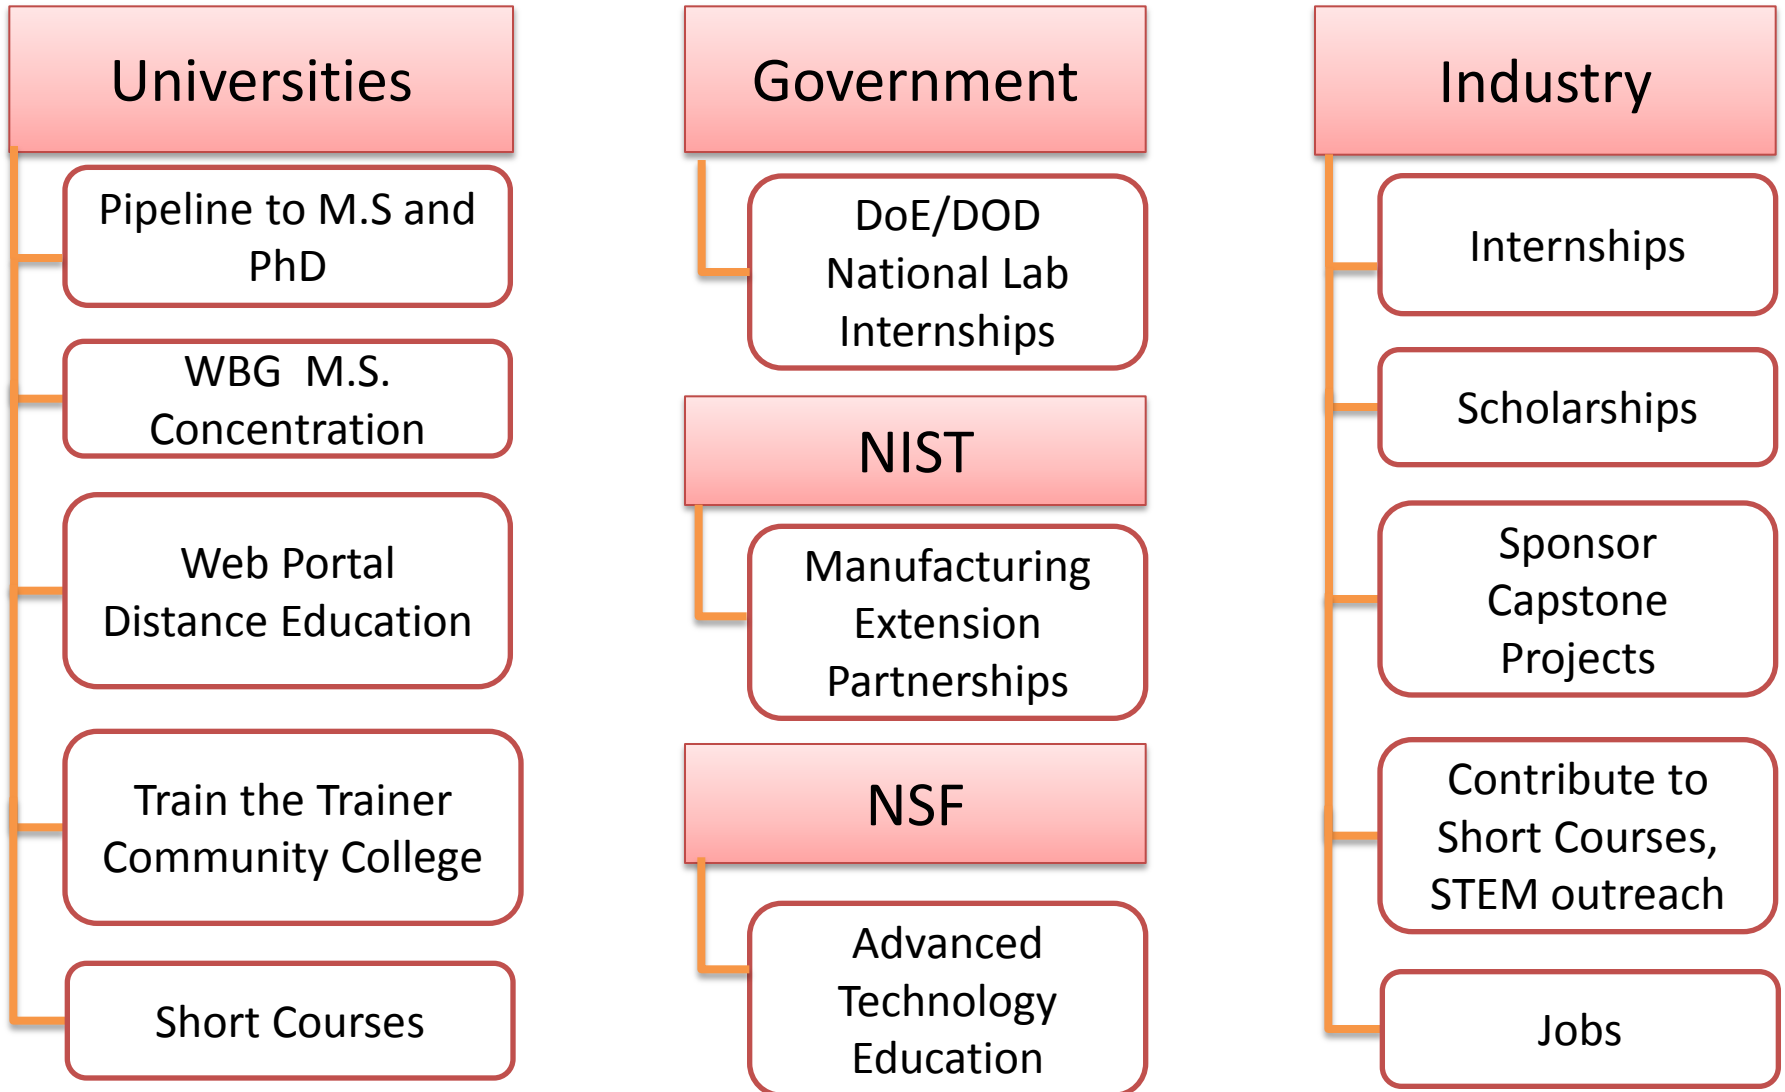 Universities
Pipeline to M.S and
PhD
WBG M.S.
Concentration
Web Portal
Distance Education
Train the Trainer
Community College
Short Courses
Government
DoE/DOD
National Lab
Internships
NIST
Manufacturing
Extension
Partnerships
NSF
Advanced
Technology
Education
Industry
Internships
Scholarships
Sponsor
Capstone
Projects
Contribute to
Short Courses,
STEM outreach
Jobs